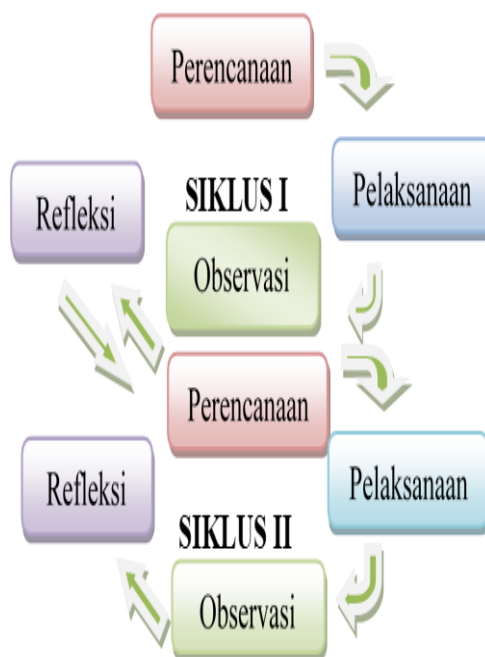 Perencanaan
Pelaksanaan
SIKLUS I
Refleksi
Observasi
Perencanaan
Pelaksanaan
Refleksi
SIKLUS II
Observasi